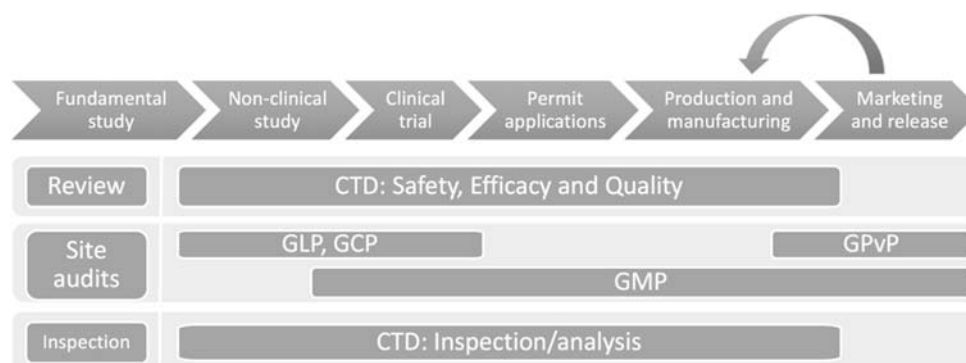 Fundamental
study
Non-clinical
study
Clinical
trial
Permit
applications
Production and
manufacturing
Marketing
and release
Review
CTD: Safety, Efficacy and Quality
Site
audits
GLP, GCP
GPvP
GMP
Inspection
CTD: Inspection/analysis